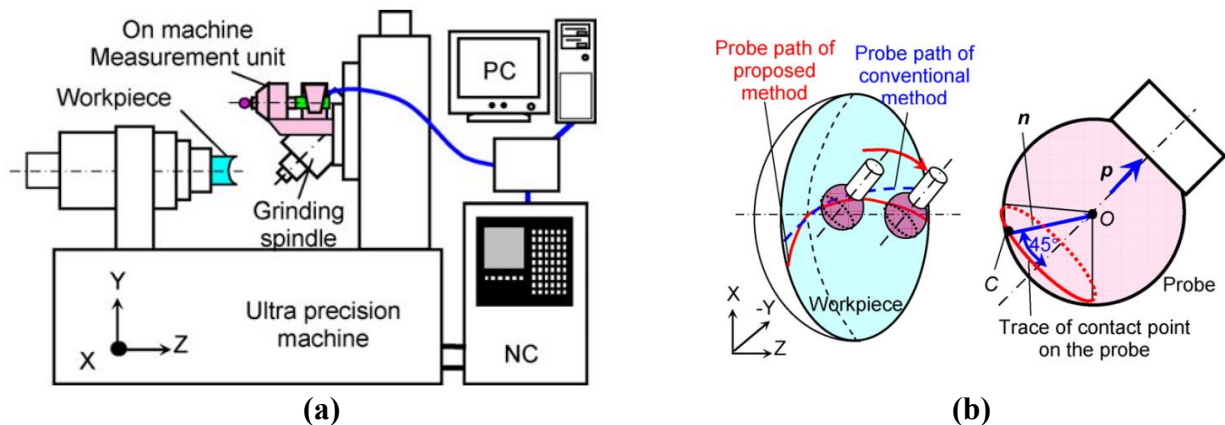 On machine
Measurement unit
Workpiece
PC
Grinding
spindle
Y
X
Z
Ultra precision
machine
NC
(a)
Probe path of
proposed
method
Probe path of
conventional
method
n
p
O
45°
C
Probe
Workpiece
X
-Y
Z
Trace of contact point
on the probe
(b)